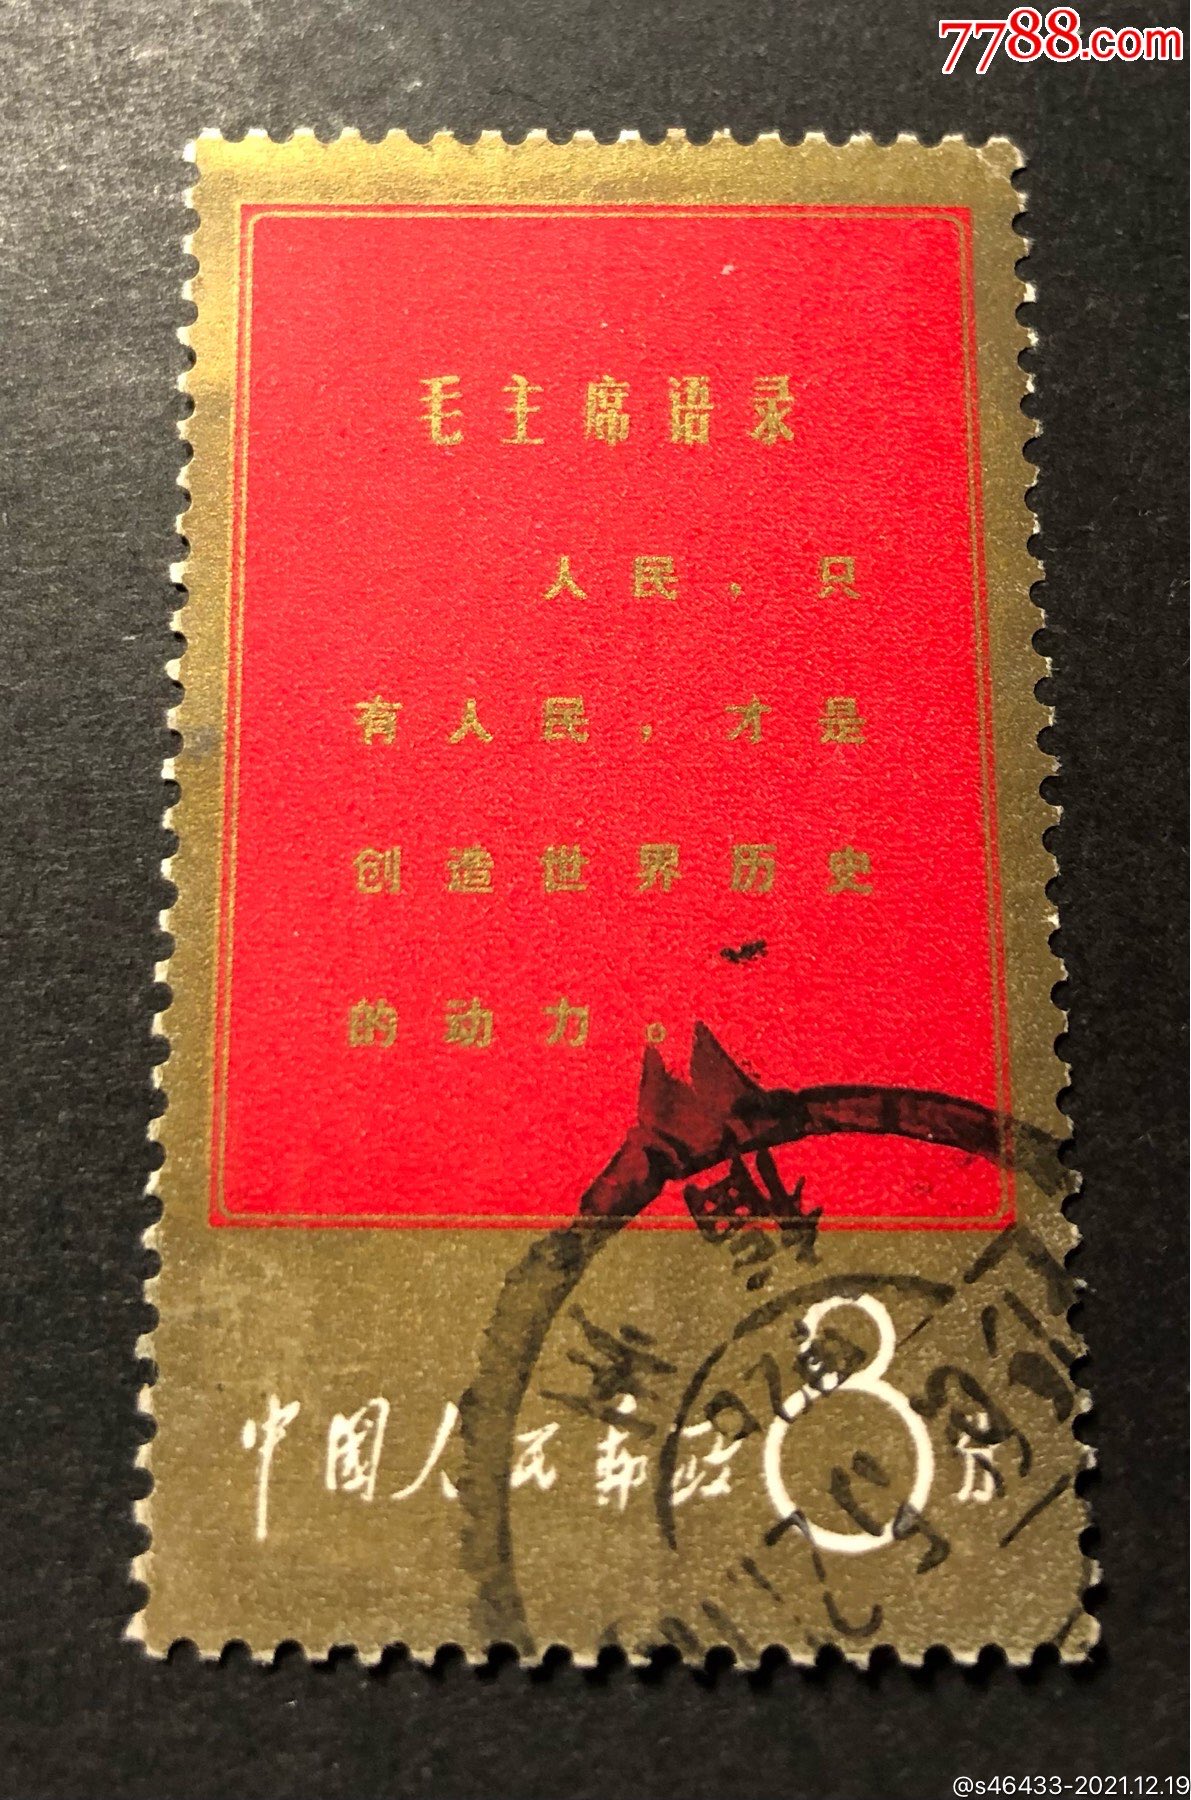 7788.com
毛主席语录
人民，只
有人民，才是
创造世界历史
的动力。
中国人民邮政8分
@s46433-2021.12.19